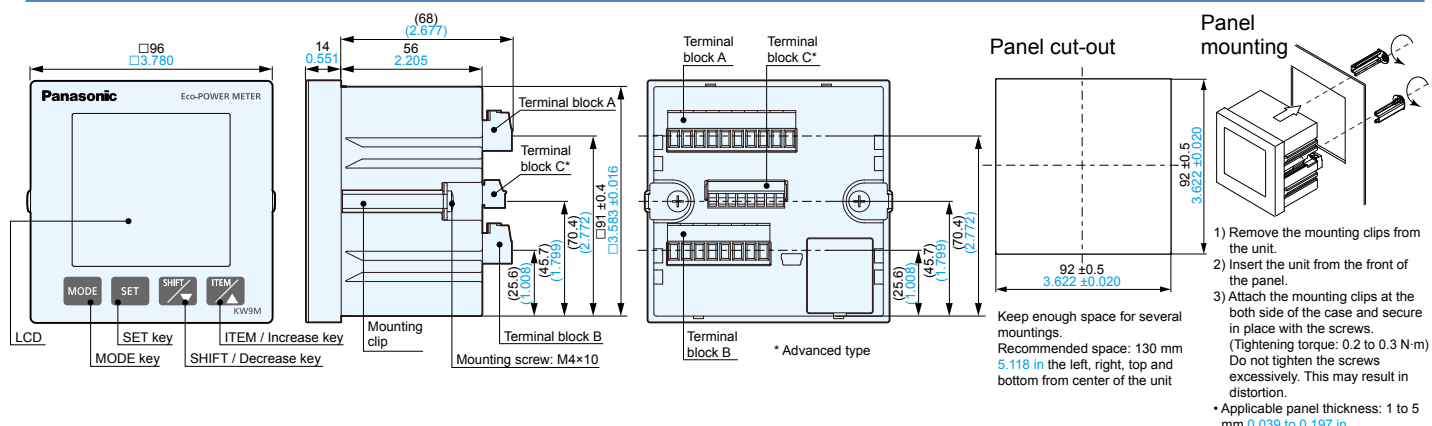 □96
□3.780
Panasonic
Eco-POWER METER
MODE
SET
SHIFT
ITEM
KW9M
LCD
MODE key
SET key
SHIFT / Decrease key
ITEM / Increase key
(68)
(2.677)
14
0.551
56
2.205
Terminal block A
Terminal
block C*
Terminal block B
Mounting
clip
Mounting screw: M4×10
(25.6)
(1.008)
(45.7)
(1.799)
(70.4)
(2.772)
□91 ±0.4
□3.583 ±0.016
Terminal
block A
Terminal
block C*
Terminal
block B
* Advanced type
(25.6)
(1.008)
(45.7)
(1.799)
(70.4)
(2.772)
Panel cut-out
92 ±0.5
3.622 ±0.020
92 ±0.5
3.622 ±0.020
Keep enough space for several
mountings.
Recommended space: 130 mm
5.118 in the left, right, top and
bottom from center of the unit
Panel
mounting
1) Remove the mounting clips from
the unit.
2) Insert the unit from the front of
the panel.
3) Attach the mounting clips at the
both side of the case and secure
in place with the screws.
(Tightening torque: 0.2 to 0.3 N·m)
Do not tighten the screws
excessively. This may result in
distortion.
• Applicable panel thickness: 1 to 5
mm 0.039 to 0.197 in